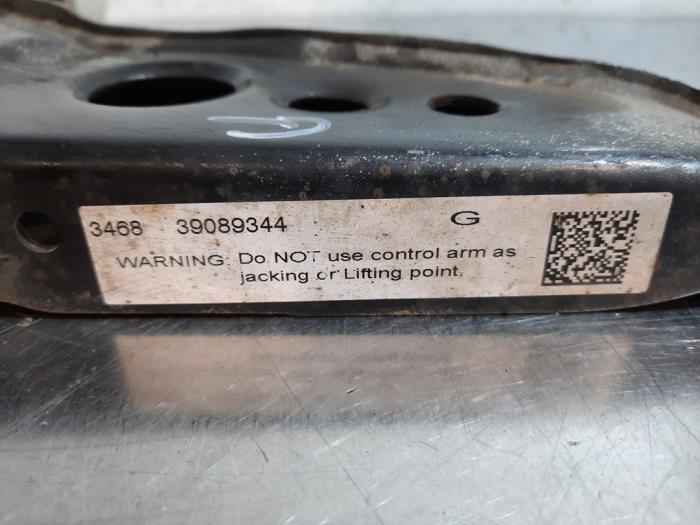 3468 39089344 G
WARNING: Do NOT use control arm as
jacking or Lifting point.